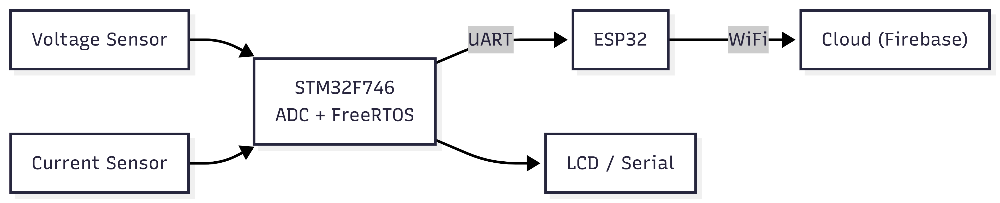 Voltage Sensor
Current Sensor
STM32F746
ADC + FreeRTOS
UART
ESP32
WiFi
Cloud (Firebase)
LCD / Serial